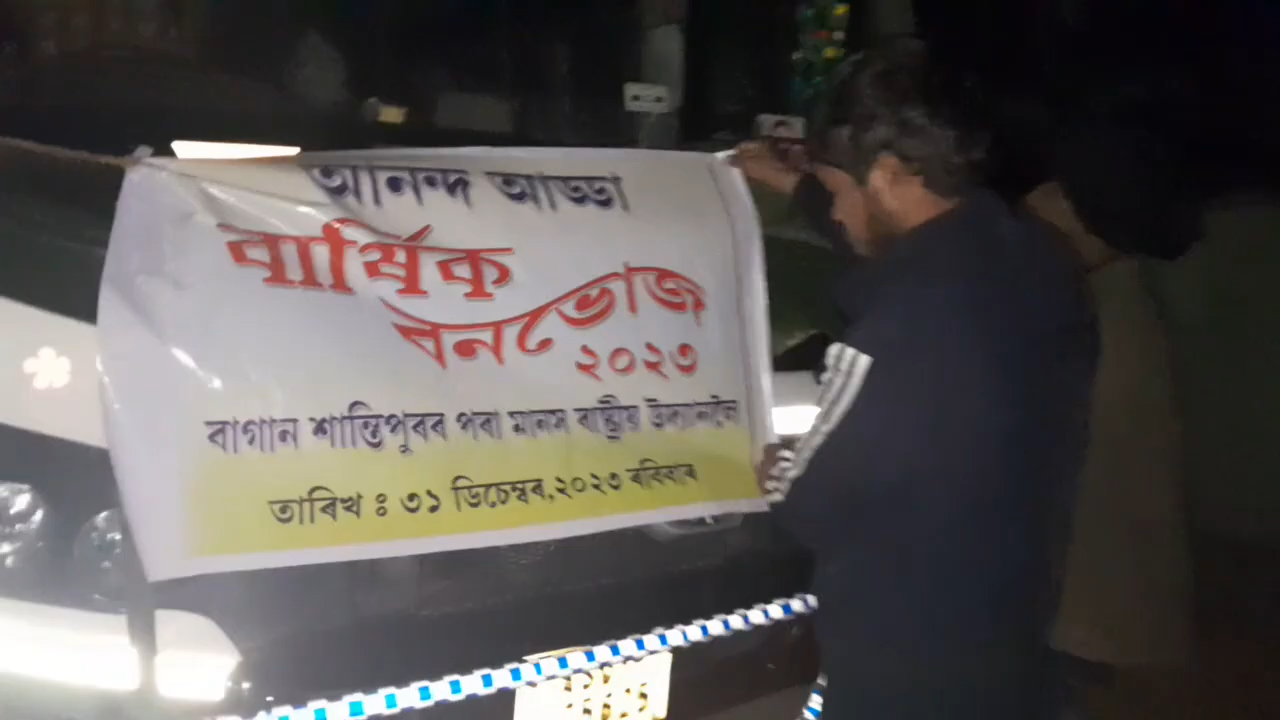 আনন্দ আড্ডা
বাৰ্ষিক
বনভোজ
২০২৩
বাগান শান্তিপুৰৰ পৰা মানস ৰাষ্ট্ৰীয় উদ্যানলৈ
তাৰিখ : ৩১ ডিচেম্বৰ, ২০২৩ ৰবিবাৰ